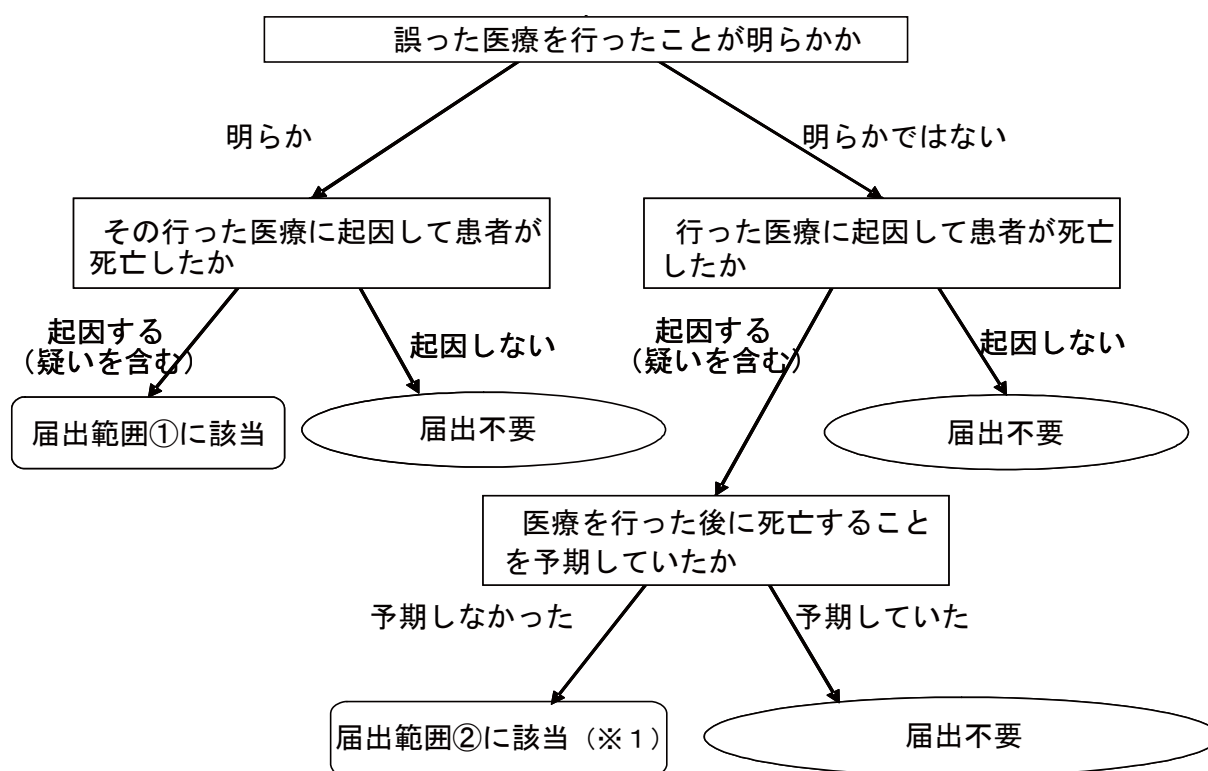 誤った医療を行ったことが明らかか
明らか
明らかではない
その行った医療に起因して患者が
死亡したか
行った医療に起因して患者が死亡
したか
起因する
（疑いを含む）
起因しない
起因する
（疑いを含む）
起因しない
届出範囲①に該当
届出不要
届出不要
医療を行った後に死亡すること
を予期していたか
予期しなかった
予期していた
届出範囲②に該当（※１）
届出不要